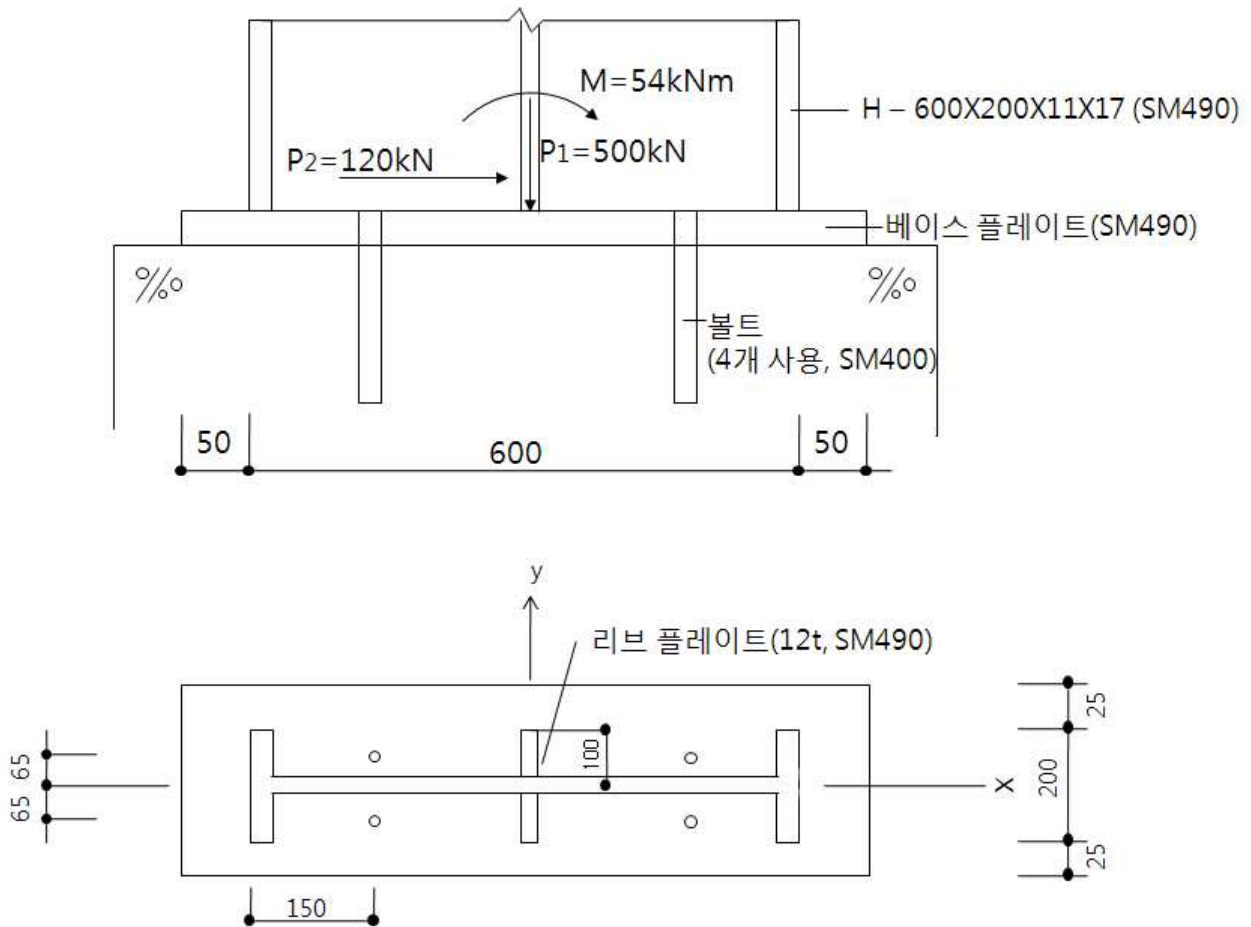 M=54kNm
H – 600X200X11X17 (SM490)
P2=120kN
P1=500kN
베이스 플레이트(SM490)
볼트
(4개 사용, SM400)
50
600
50
y
리브 플레이트(12t, SM490)
100
65
65
X
25
200
25
150